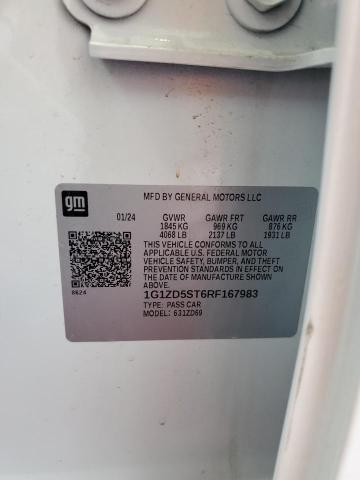 gm
MFD BY GENERAL MOTORS LLC
01/24 GVWR GAWR FRT GAWR RR
1845 KG 969 KG 876 KG
4068 LB 2137 LB 1931 LB
THIS VEHICLE CONFORMS TO ALL
APPLICABLE U.S. FEDERAL MOTOR
VEHICLE SAFETY, BUMPER, AND THEFT
PREVENTION STANDARDS IN EFFECT
ON THE DATE OF MANUFACTURE SHOWN
ABOVE.
8624
1G1ZD5ST6RF167983
TYPE: PASS CAR
MODEL: 631ZD69